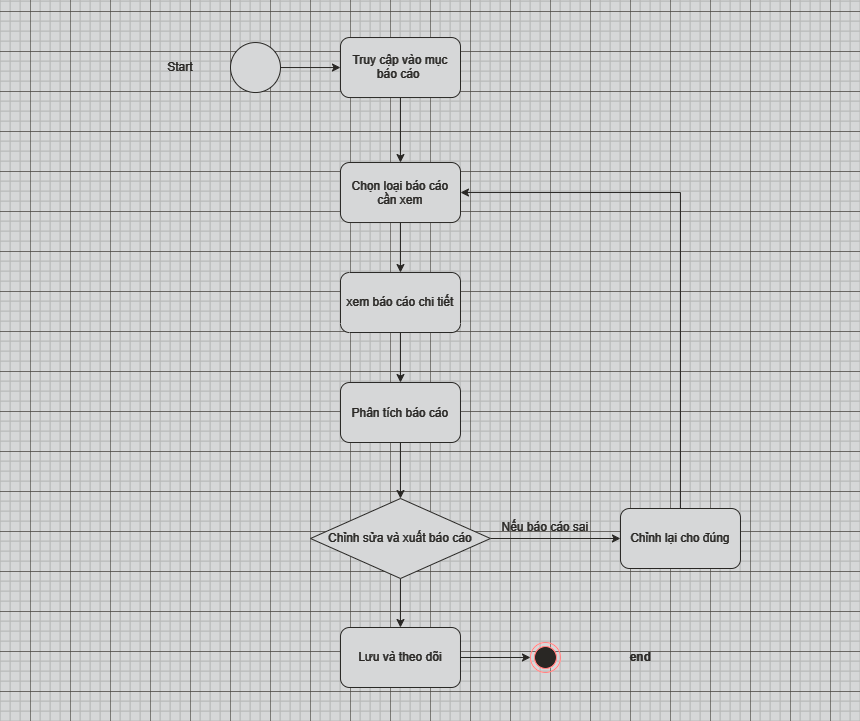 Start
Truy cập vào mục
báo cáo
Chọn loại báo cáo
cần xem
xem báo cáo chi tiết
Phân tích báo cáo
Chỉnh sửa và xuất báo cáo
Nếu báo cáo sai
Chỉnh lại cho đúng
Lưu và theo dõi
end